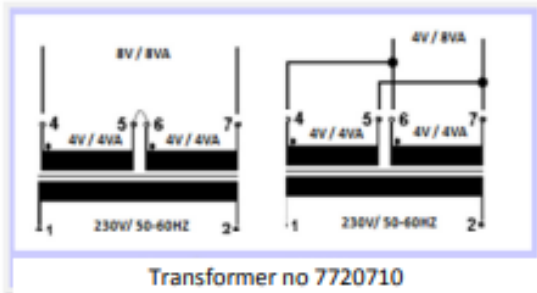 8V / 8VA
4 5 6 7
4V / 4VA 4V / 4VA
230V/ 50-60HZ
1 2
4V / 8VA
4 5 6 7
4V / 4VA 4V / 4VA
230V/ 50-60HZ
1 2
Transformer no 7720710